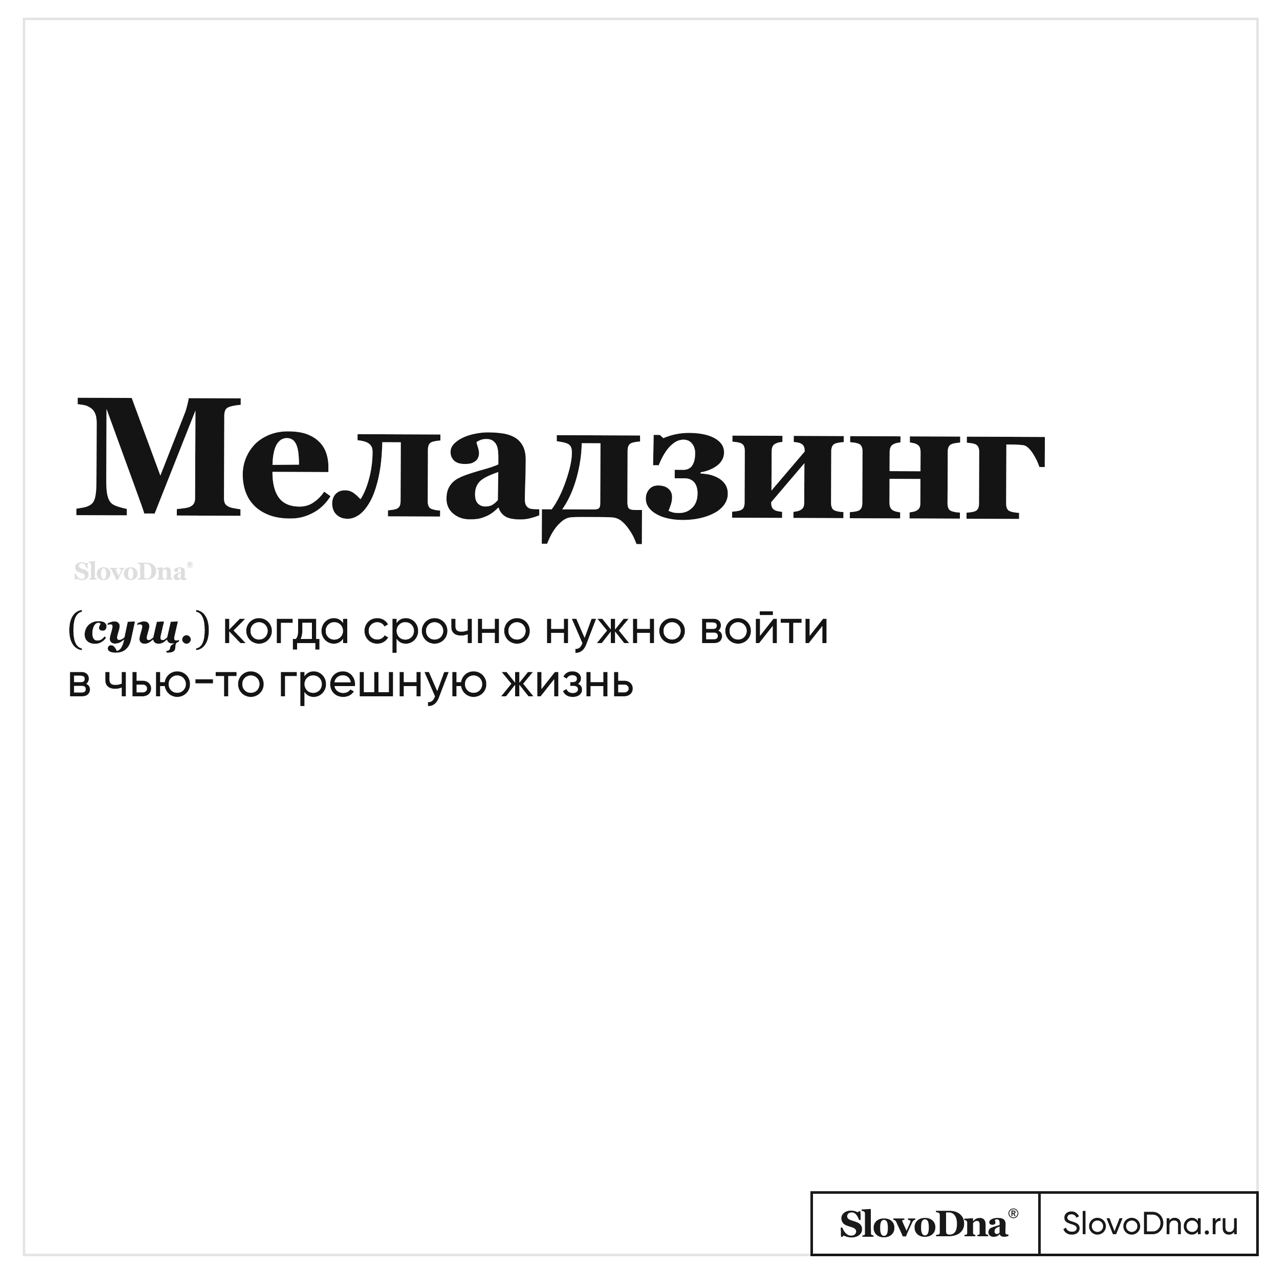 Меладзинг
SlovoDna®
(сущ.) когда срочно нужно войти
в чью-то грешную жизнь
SlovoDna® SlovoDna.ru